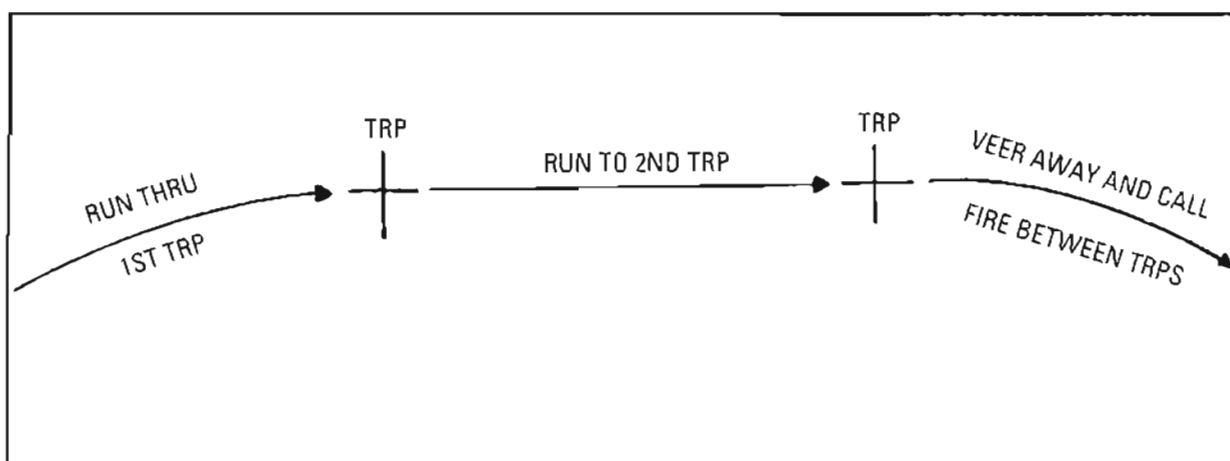 RUN THRU
1ST TRP
TRP
RUN TO 2ND TRP
TRP
VEER AWAY AND CALL
FIRE BETWEEN TRPS